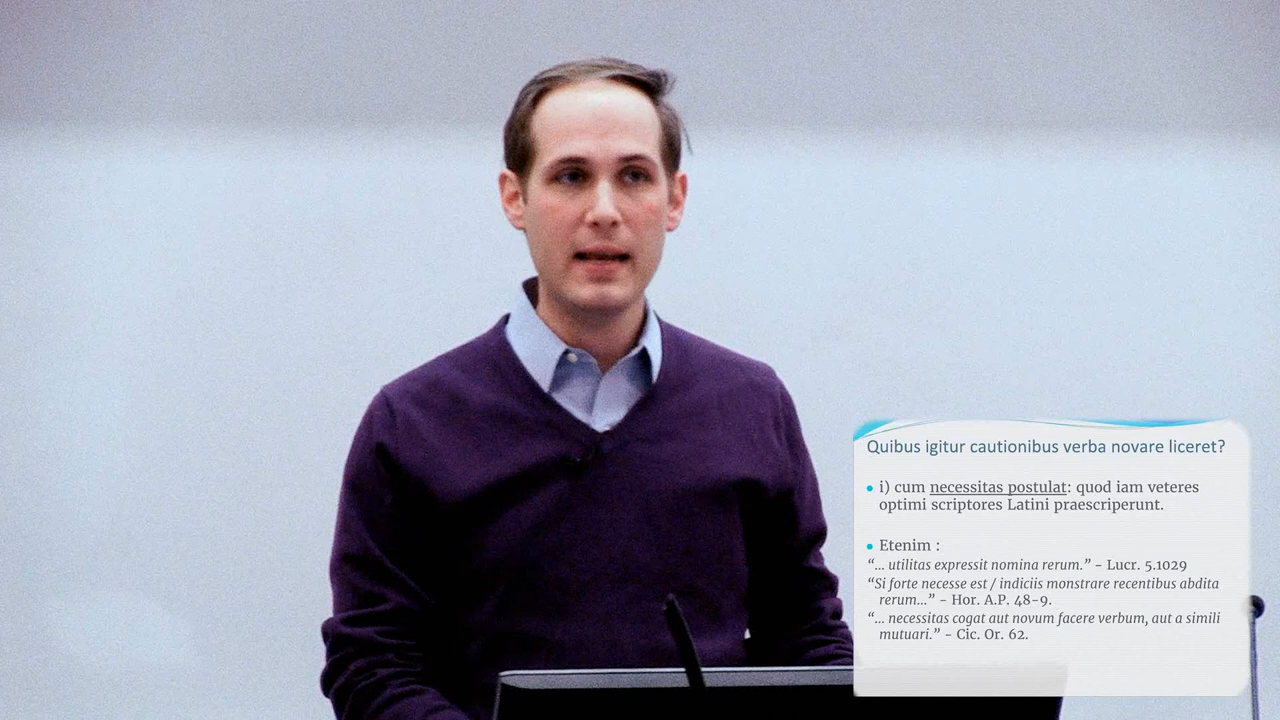 Quibus igitur cautionibus verba novare liceret?
i) cum necessitas postulat: quod iam veteres
optimi scriptores Latini praescriperunt.
Etenim :
“... utilitas expressit nomina rerum.” – Lucr. 5.1029
“Si forte necesse est / indiciis monstrare recentibus abdita
rerum...” – Hor. A.P. 48-9.
“... necessitas cogat aut novum facere verbum, aut a simili
mutuari.” – Cic. Or. 62.